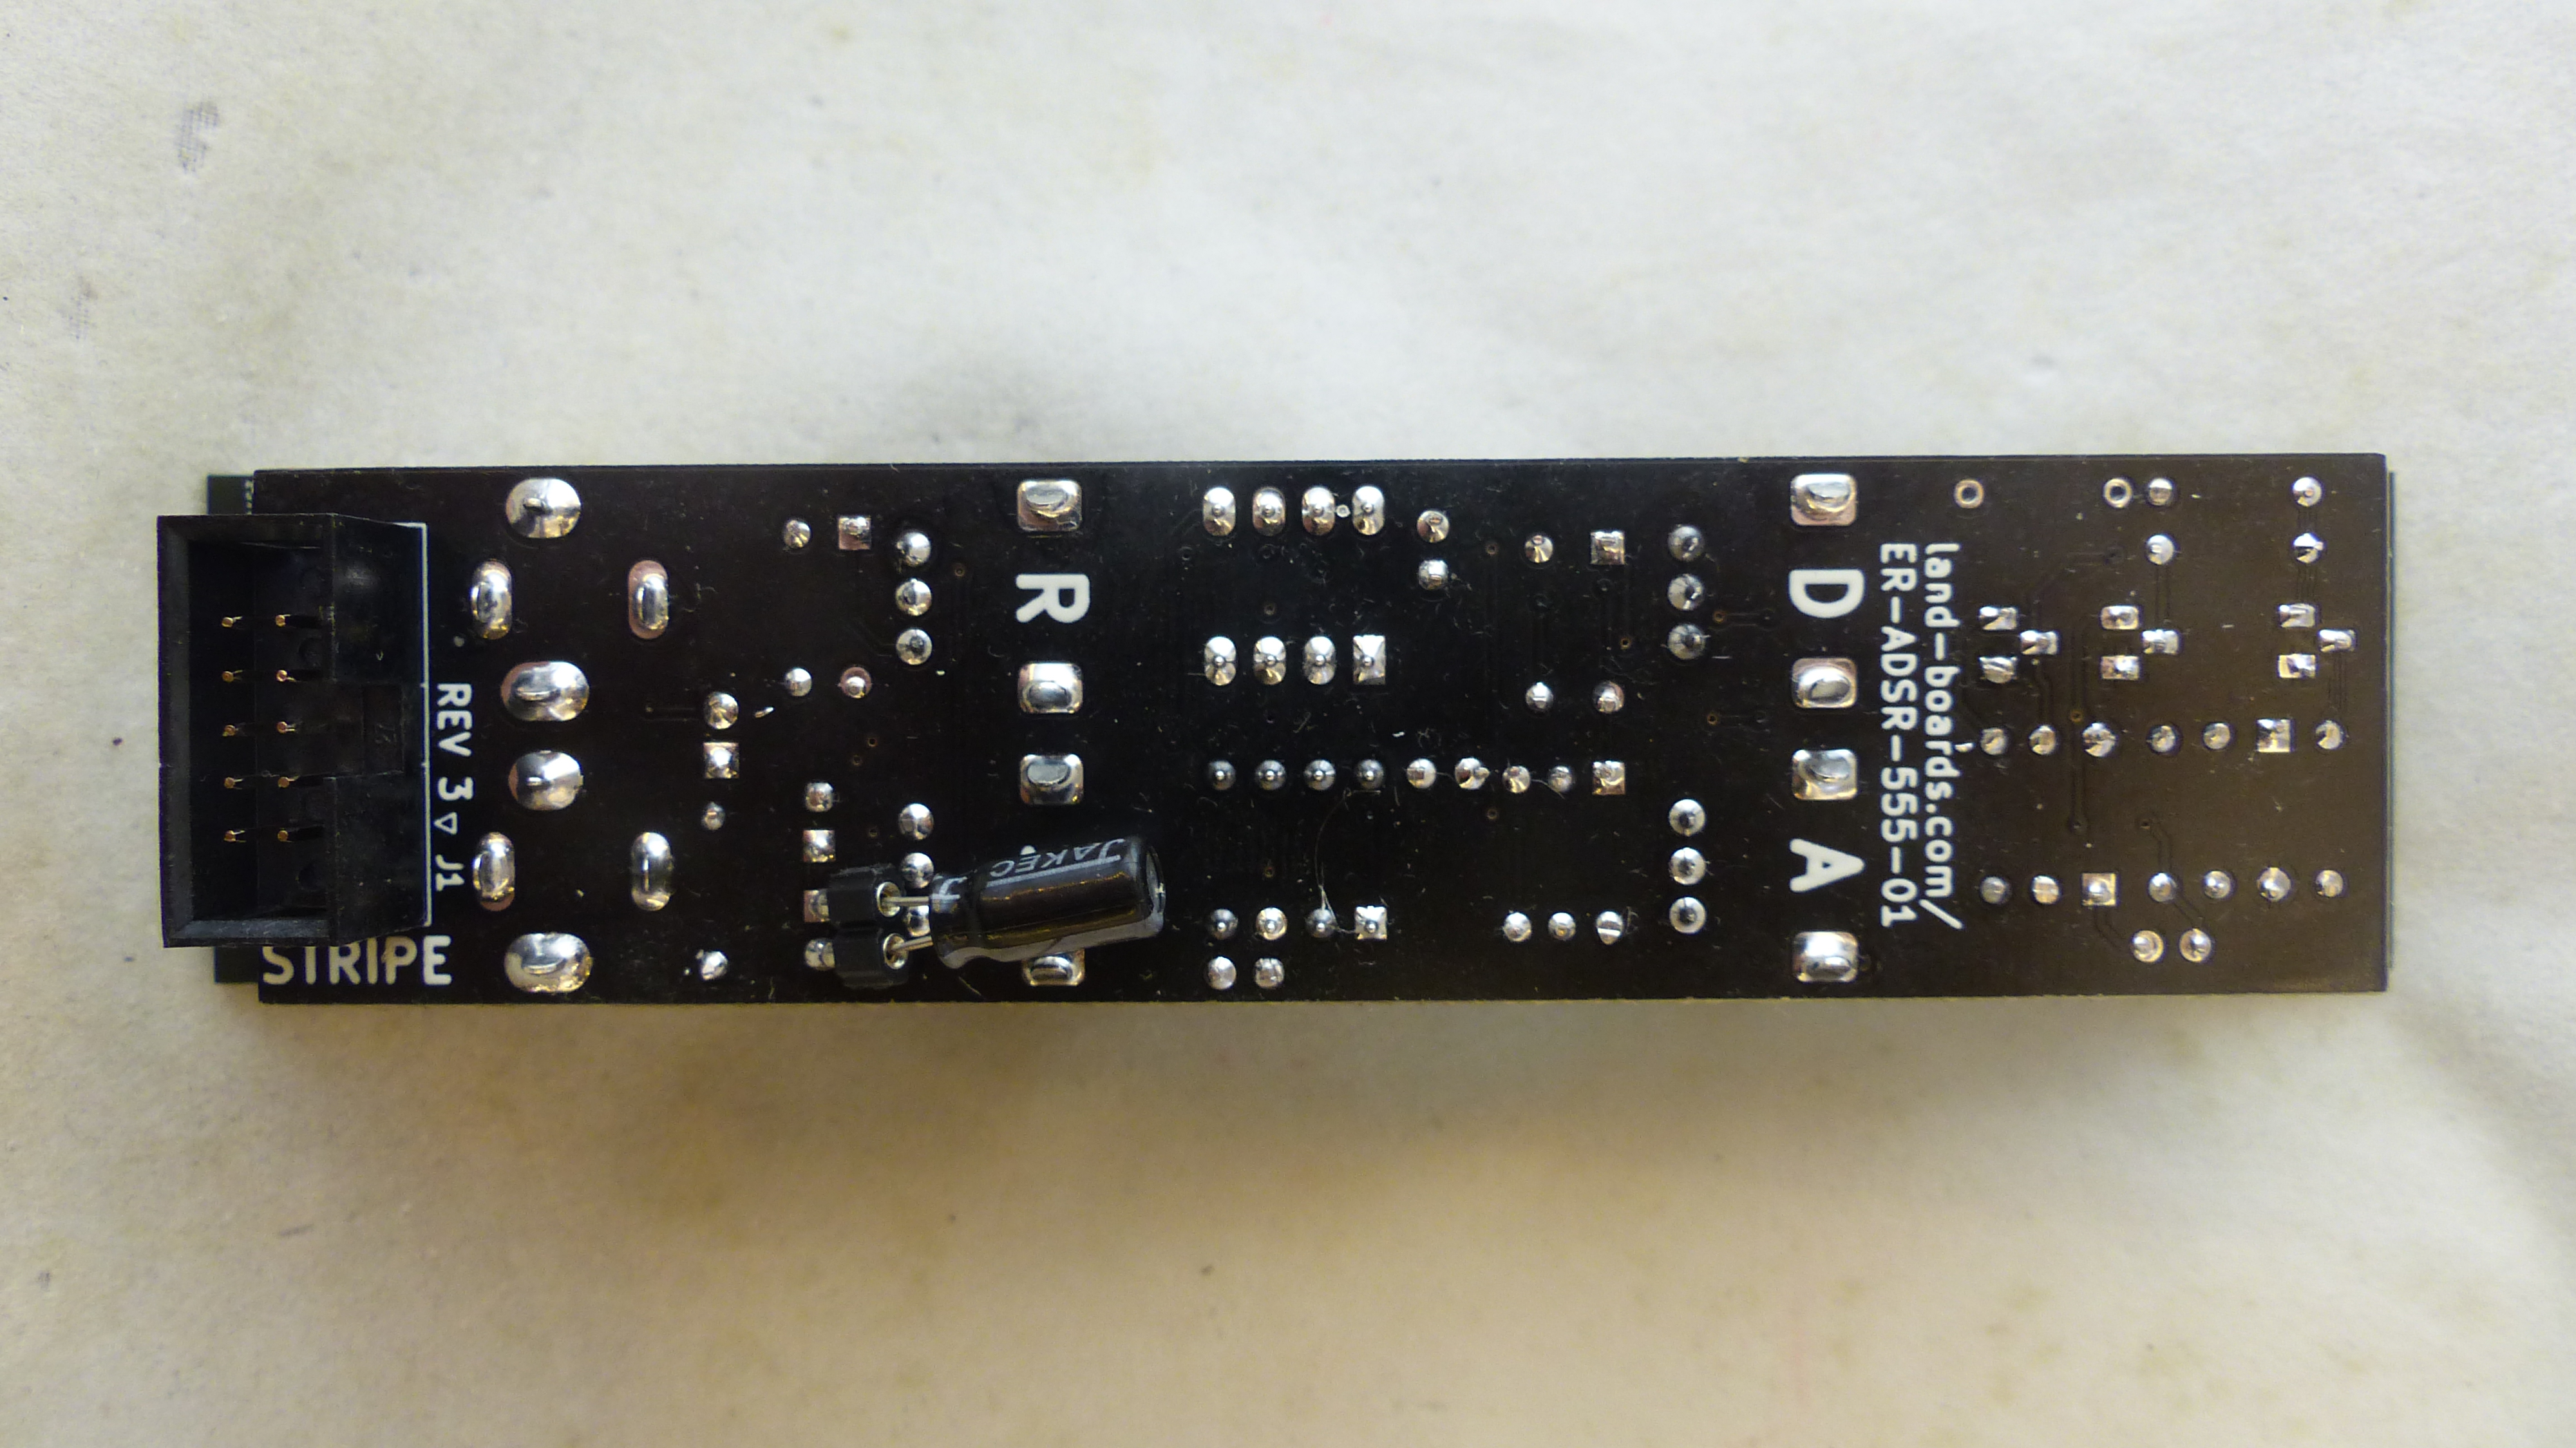 land-boards.com/
ER-ADSR-555-01
D A
R
JAKEC
REV 3 J1
STRIPE